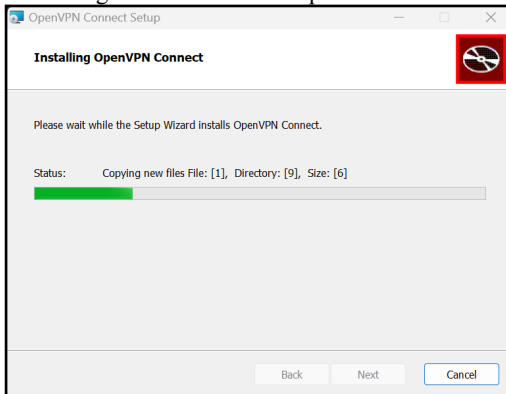 OpenVPN Connect Setup
Installing OpenVPN Connect
Please wait while the Setup Wizard installs OpenVPN Connect.
Status: Copying new files File: [1], Directory: [9], Size: [6]
Back Next Cancel